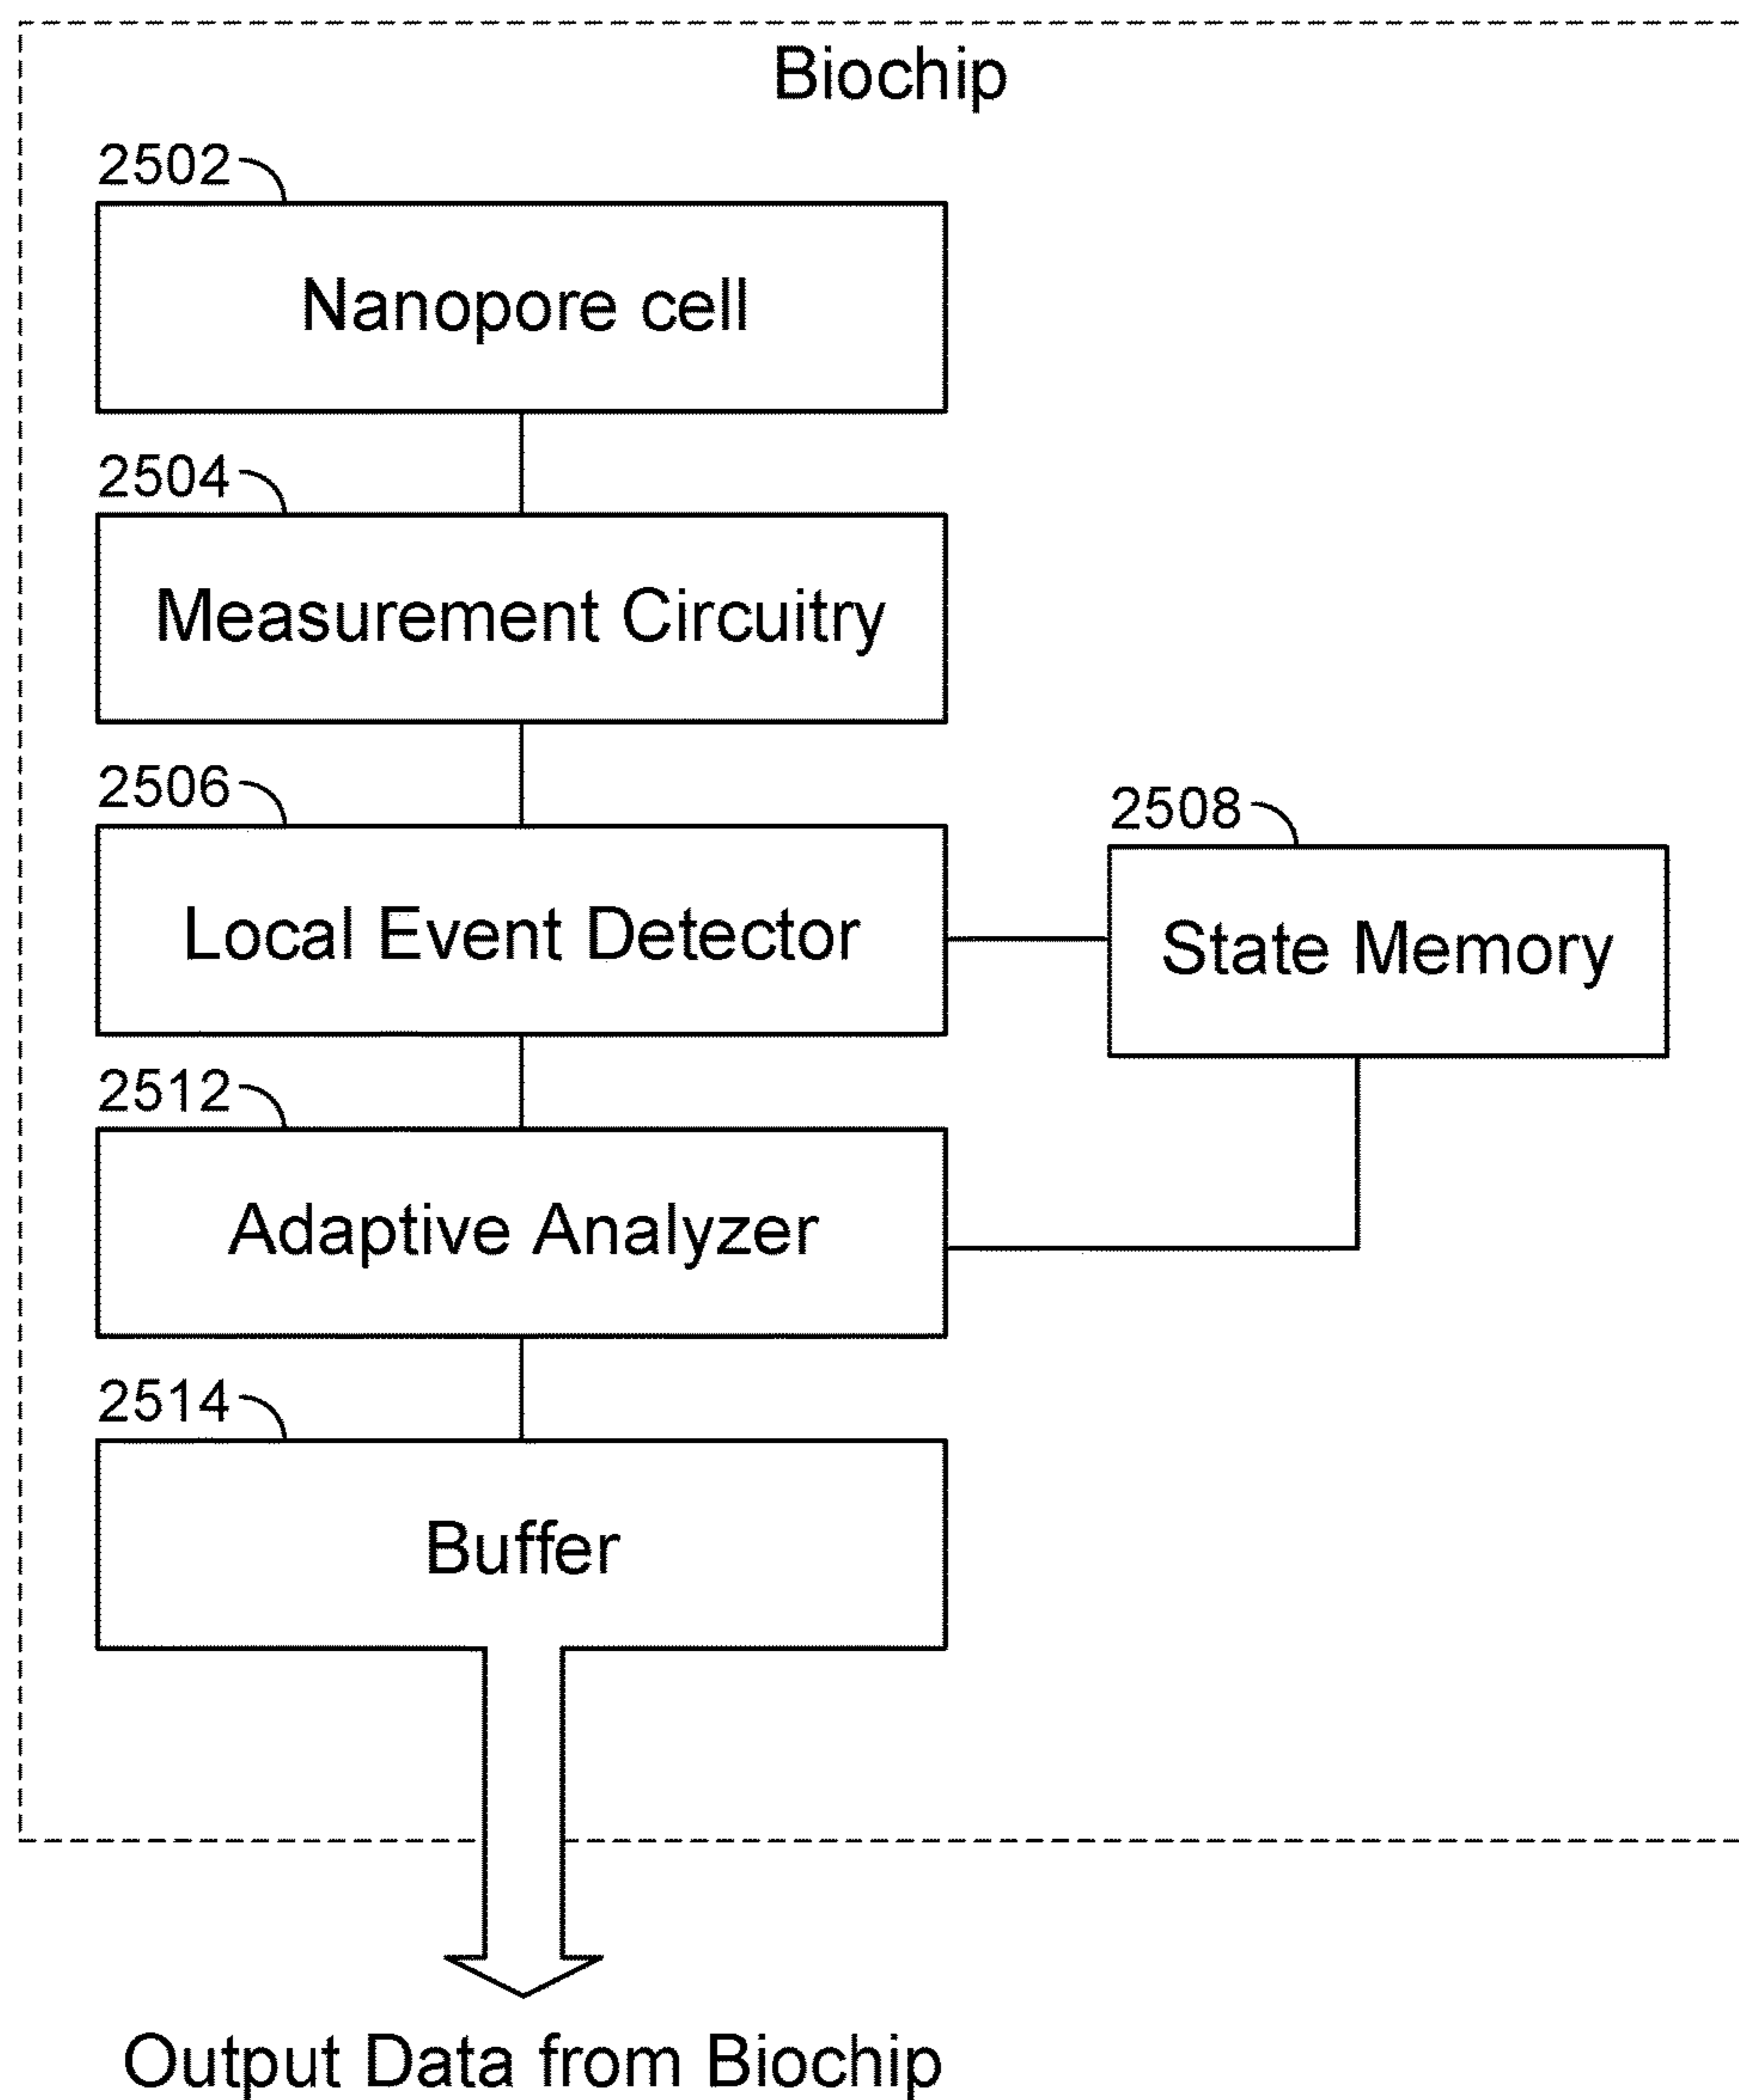 Biochip
2502
Nanopore cell
2504
Measurement Circuitry
2506
Local Event Detector
2508
State Memory
2512
Adaptive Analyzer
2514
Buffer
Output Data from Biochip